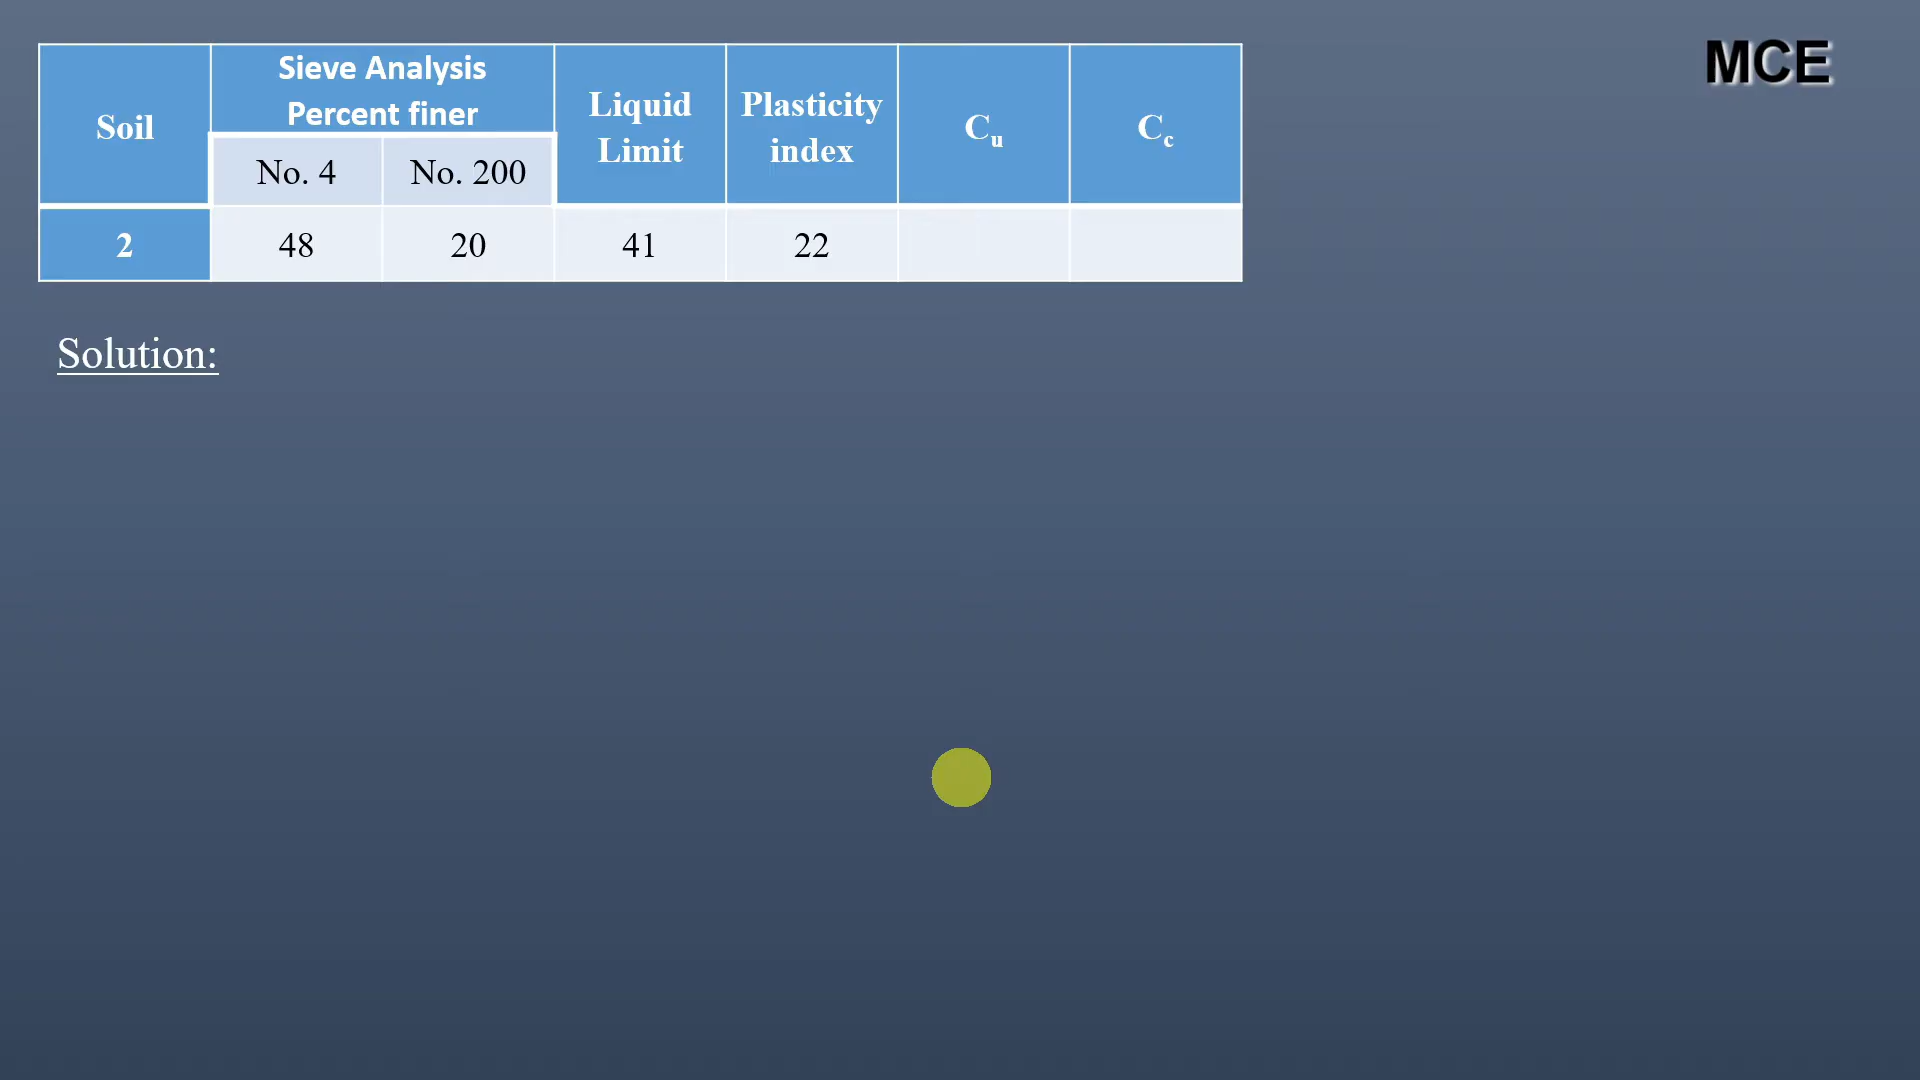 MCE
Soil
Sieve Analysis
Percent finer
Liquid
Limit
Plasticity
index
Cu
Cc
No. 4
No. 200
2
48
20
41
22
Solution: